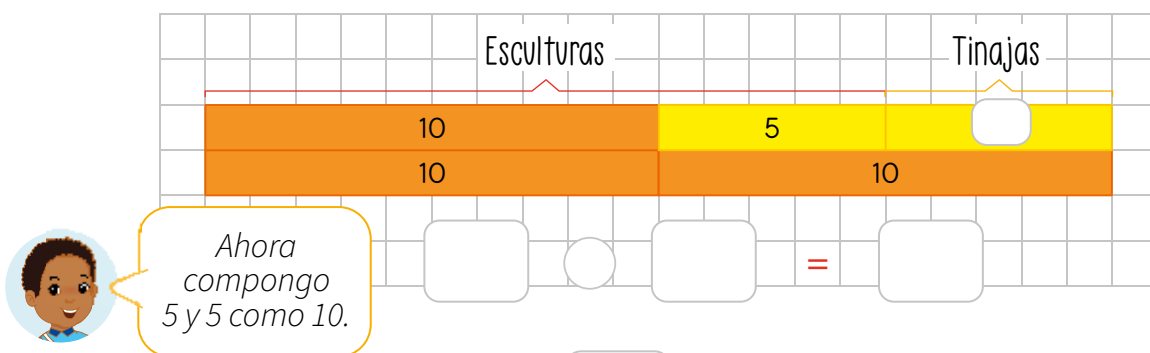 Esculturas Tinajas
10 5
10 10
=
Ahora
compongo
5 y 5 como 10.